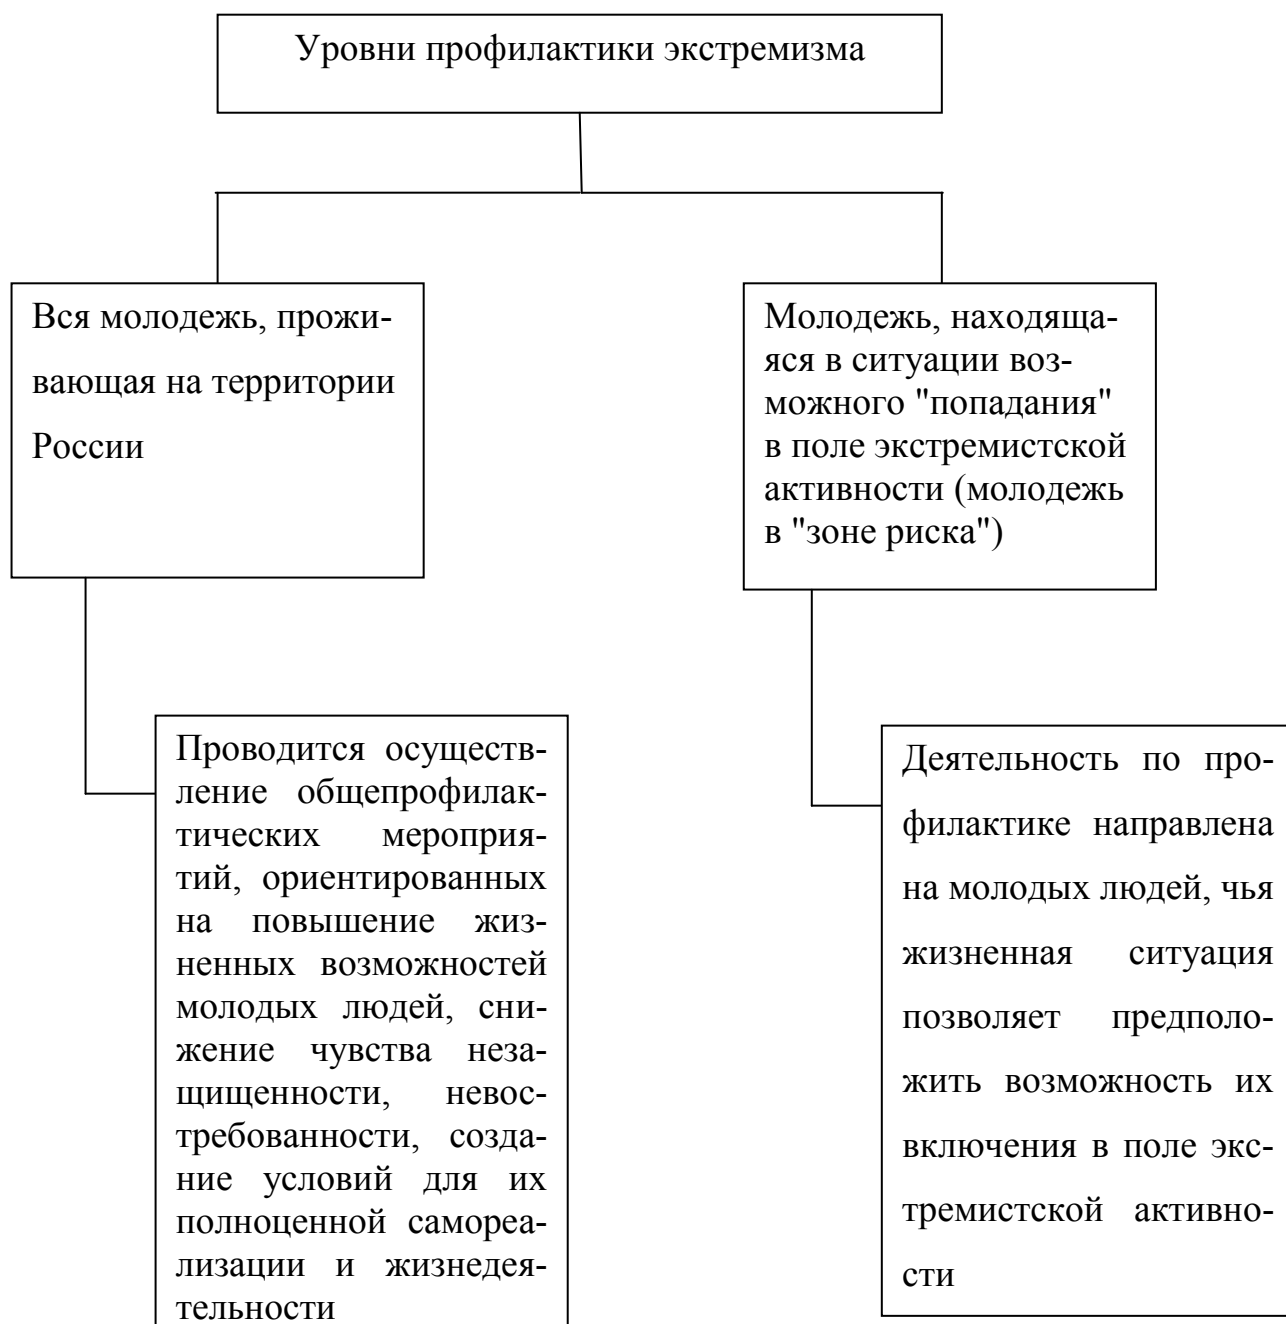 Уровни профилактики экстремизма
Вся молодежь, прожи-
вающая на территории
России
Молодежь, находяща-
яся в ситуации воз-
можного "попадания"
в поле экстремистской
активности (молодежь
в "зоне риска")
Проводится осуществ-
ление общепрофилак-
тических мероприя-
тий, ориентированных
на повышение жиз-
ненных возможностей
молодых людей, сни-
жение чувства неза-
щищенности, невос-
требованности, созда-
ние условий для их
полноценной самореа-
лизации и жизнедея-
тельности
Деятельность по про-
филактике направлена
на молодых людей, чья
жизненная ситуация
позволяет предполо-
жить возможность их
включения в поле экс-
тремистской активно-
сти